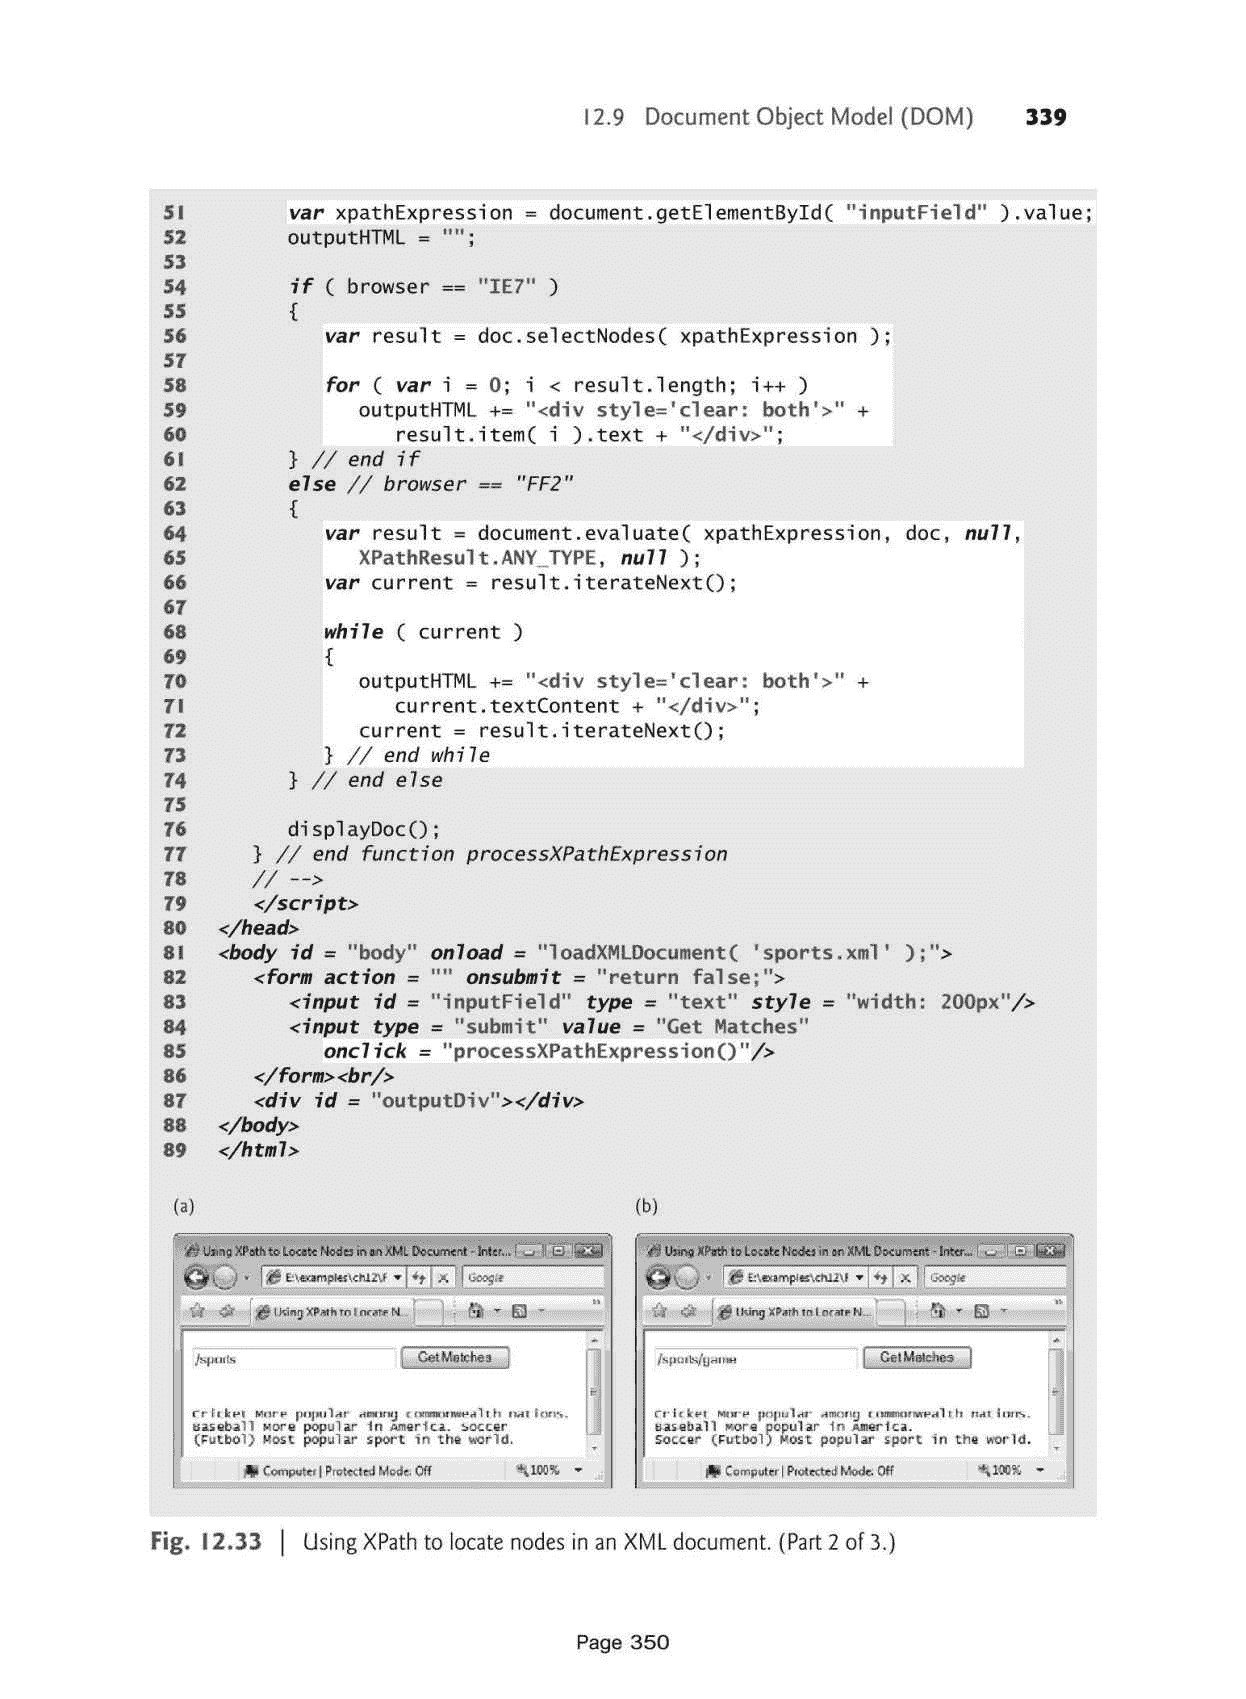 12.9 Document Object Model (DOM) 339
51 var xpathExpression = document.getElementById( "inputField" ).value;
52 outputHTML = "";
53
54 if ( browser == "IE7" )
55 {
56 var result = doc.selectNodes( xpathExpression );
57
58 for ( var i = 0; i < result.length; i++ )
59 outputHTML += "<div style='clear: both'>" +
60 result.item( i ).text + "</div>";
61 } // end if
62 else // browser == "FF2"
63 {
64 var result = document.evaluate( xpathExpression, doc, null,
65 XPathResult.ANY_TYPE, null );
66 var current = result.iterateNext();
67
68 while ( current )
69 {
70 outputHTML += "<div style='clear: both'>" +
71 current.textContent + "</div>";
72 current = result.iterateNext();
73 } // end while
74 } // end else
75
76 displayDoc();
77 } // end function processXPathExpression
78 // -->
79 </script>
80 </head>
81 <body id = "body" onload = "loadXMLDocument( 'sports.xml' );">
82 <form action = "" onsubmit = "return false;">
83 <input id = "inputField" type = "text" style = "width: 200px"/>
84 <input type = "submit" value = "Get Matches"
85 onclick = "processXPathExpression()"/>
86 </form><br/>
87 <div id = "outputDiv"></div>
88 </body>
89 </html>
(a) (b)
Using XPath to Locate Nodes in an XML Document - Inter... Using XPath to Locate Nodes in an XML Document - Inter...
E:\examples\ch12\F Google E:\examples\ch12\F Google
Using XPath to Locate N... Using XPath to Locate N...
/sports Get Matches /sports/game Get Matches
Cricket More popular among commonwealth nations. Cricket More popular among commonwealth nations.
Baseball More popular in America. Soccer Baseball More popular in America.
(Futbol) Most popular sport in the world. Soccer (Futbol) Most popular sport in the world.
Computer | Protected Mode: Off 100% Computer | Protected Mode: Off 100%
Fig. 12.33 | Using XPath to locate nodes in an XML document. (Part 2 of 3.)
Page 350